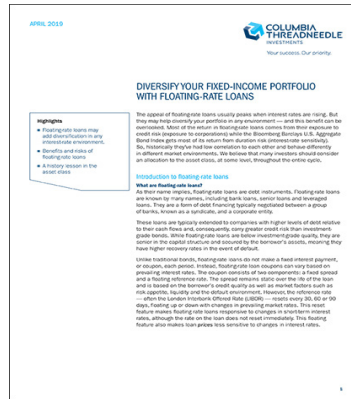 APRIL 2019
COLUMBIA
THREADNEEDLE
INVESTMENTS
Your success. Our priority.
DIVERSIFY YOUR FIXED-INCOME PORTFOLIO
WITH FLOATING-RATE LOANS
Highlights
■ Floating-rate loans may
add diversification in any
interest-rate environment.
■ Benefits and risks of
floating-rate loans
■ A history lesson in the
asset class
The appeal of floating-rate loans usually peaks when interest rates are rising. But
they may help diversify your portfolio in any environment — and this benefit can be
overlooked. Most of the return in floating-rate loans comes from their exposure to
credit risk (exposure to corporations) while the Bloomberg Barclays U.S. Aggregate
Bond Index gets most of its return from duration risk (interest-rate sensitivity).
So, historically they've had low correlation to each other and behave differently
in different market environments. We believe that many investors should consider
an allocation to the asset class, at some level, throughout the entire cycle.
Introduction to floating-rate loans
What are floating-rate loans?
As their name implies, floating-rate loans are debt instruments. Floating-rate loans
are known by many names, including bank loans, senior loans and leveraged
loans. They are a form of debt financing typically negotiated between a group
of banks, known as a syndicate, and a corporate entity.
These loans are typically extended to companies with higher levels of debt relative
to their cash flows and, consequently, carry greater credit risk than investment-
grade bonds. While floating-rate loans are below investment-grade quality, they are
senior in the capital structure and secured by the borrower's assets, meaning they
have higher recovery rates in the event of default.
Unlike traditional bonds, floating-rate loans do not make a fixed interest payment,
or coupon, each period. Instead, floating-rate loan coupons can vary based on
prevailing interest rates. The coupon consists of two components: a fixed spread
and a floating reference rate. The spread remains static over the life of the loan
and is based on the borrower's credit quality as well as market factors such as
risk appetite, liquidity and the default environment. However, the reference rate
— often the London Interbank Offered Rate (LIBOR) — resets every 30, 60 or 90
days, floating up or down with changes in prevailing market rates. This reset
feature makes floating-rate loans responsive to changes in short-term interest
rates, although the rate on the loan does not reset immediately. This floating
feature also makes loan prices less sensitive to changes in interest rates.